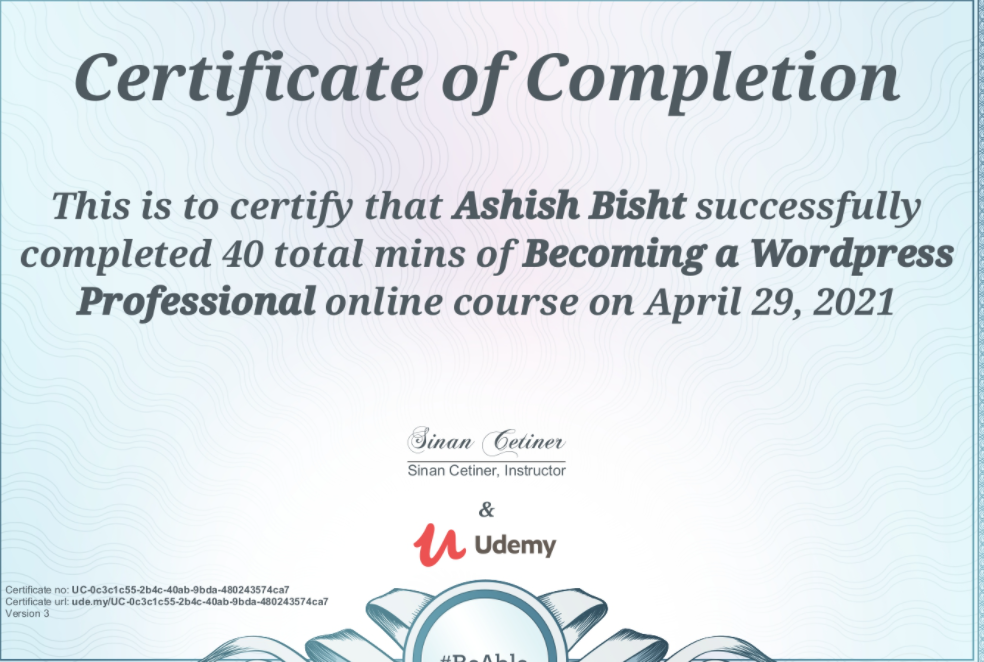 Certificate of Completion
This is to certify that Ashish Bisht successfully
completed 40 total mins of Becoming a Wordpress
Professional online course on April 29, 2021
Sinan Cetiner
Sinan Cetiner, Instructor
&
Udemy
Certificate no: UC-0c3c1c55-2b4c-40ab-9bda-480243574ca7
Certificate url: ude.my/UC-0c3c1c55-2b4c-40ab-9bda-480243574ca7
Version 3
#BeAble